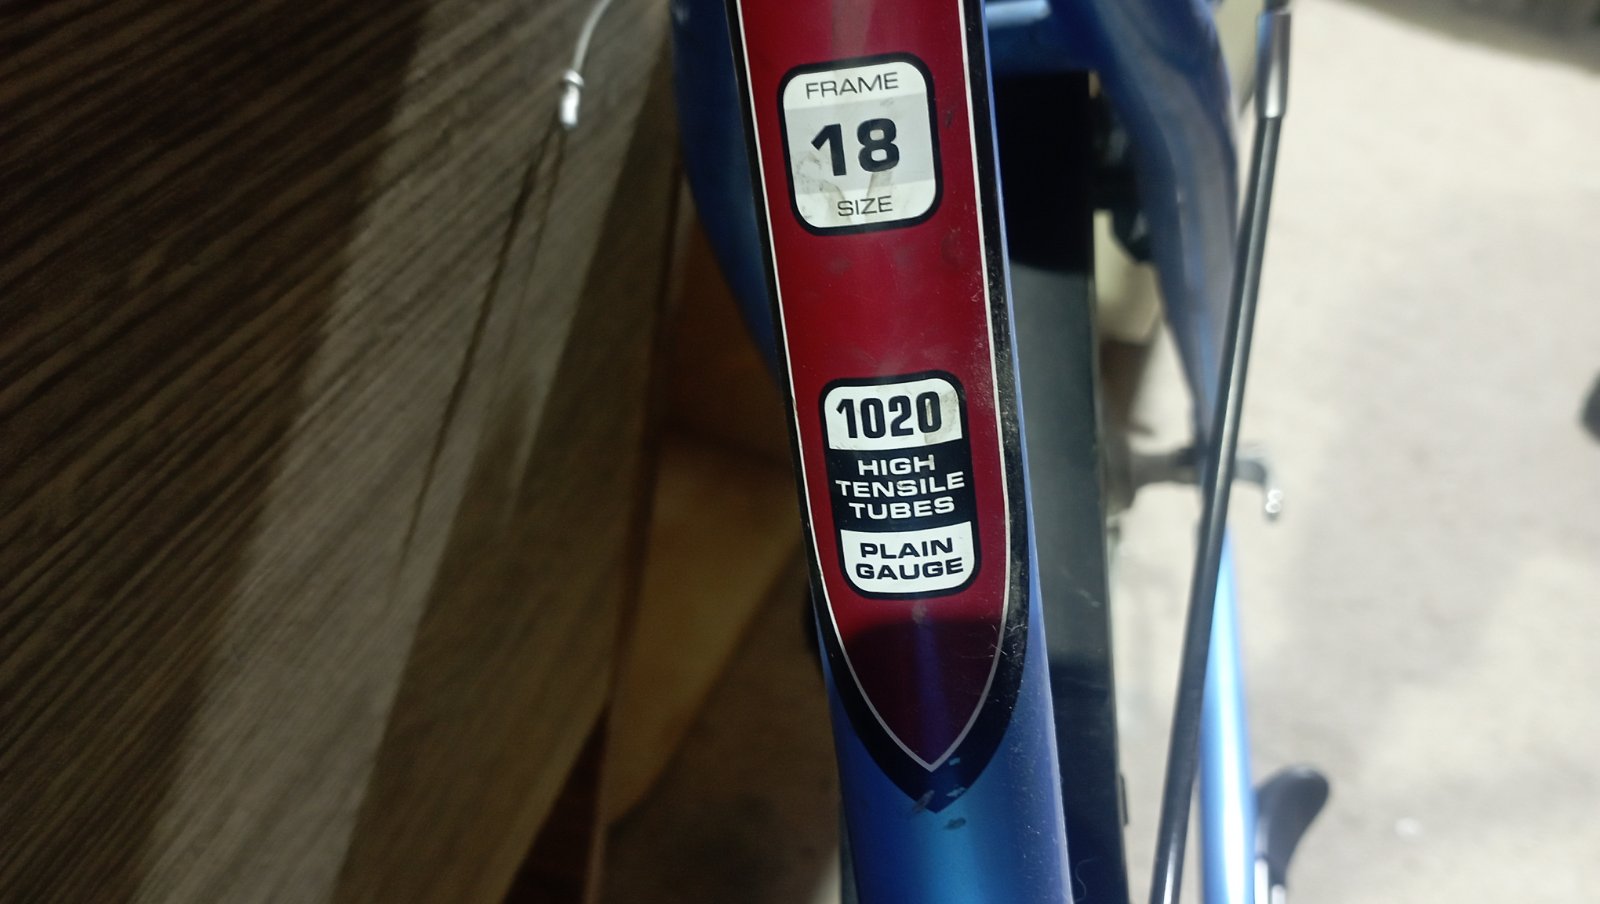 FRAME
18
SIZE
1020
HIGH
TENSILE
TUBES
PLAIN
GAUGE